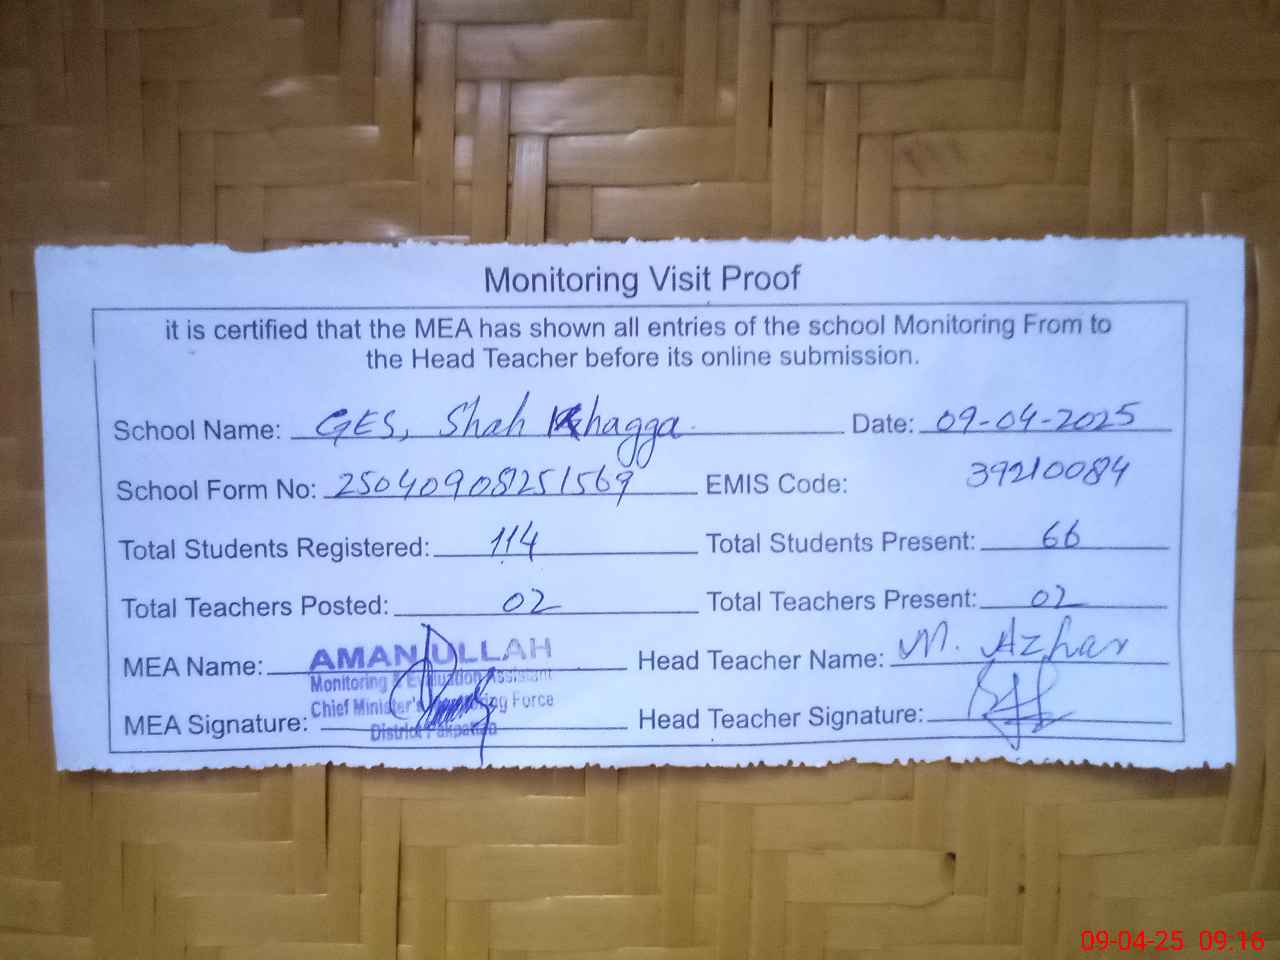 Monitoring Visit Proof
it is certified that the MEA has shown all entries of the school Monitoring From to
the Head Teacher before its online submission.
School Name: GES, Shah Khagga. Date: 09-04-2025
School Form No: 25040908251569 EMIS Code: 39210084
Total Students Registered: 114 Total Students Present: 66
Total Teachers Posted: 02 Total Teachers Present: 02
MEA Name: AMAN ULLAH Head Teacher Name: M. Azhar
Monitoring & Evaluation Assistant
Chief Minister's Monitoring Force
MEA Signature: Head Teacher Signature:
District Pakpattan
09-04-25 09:16